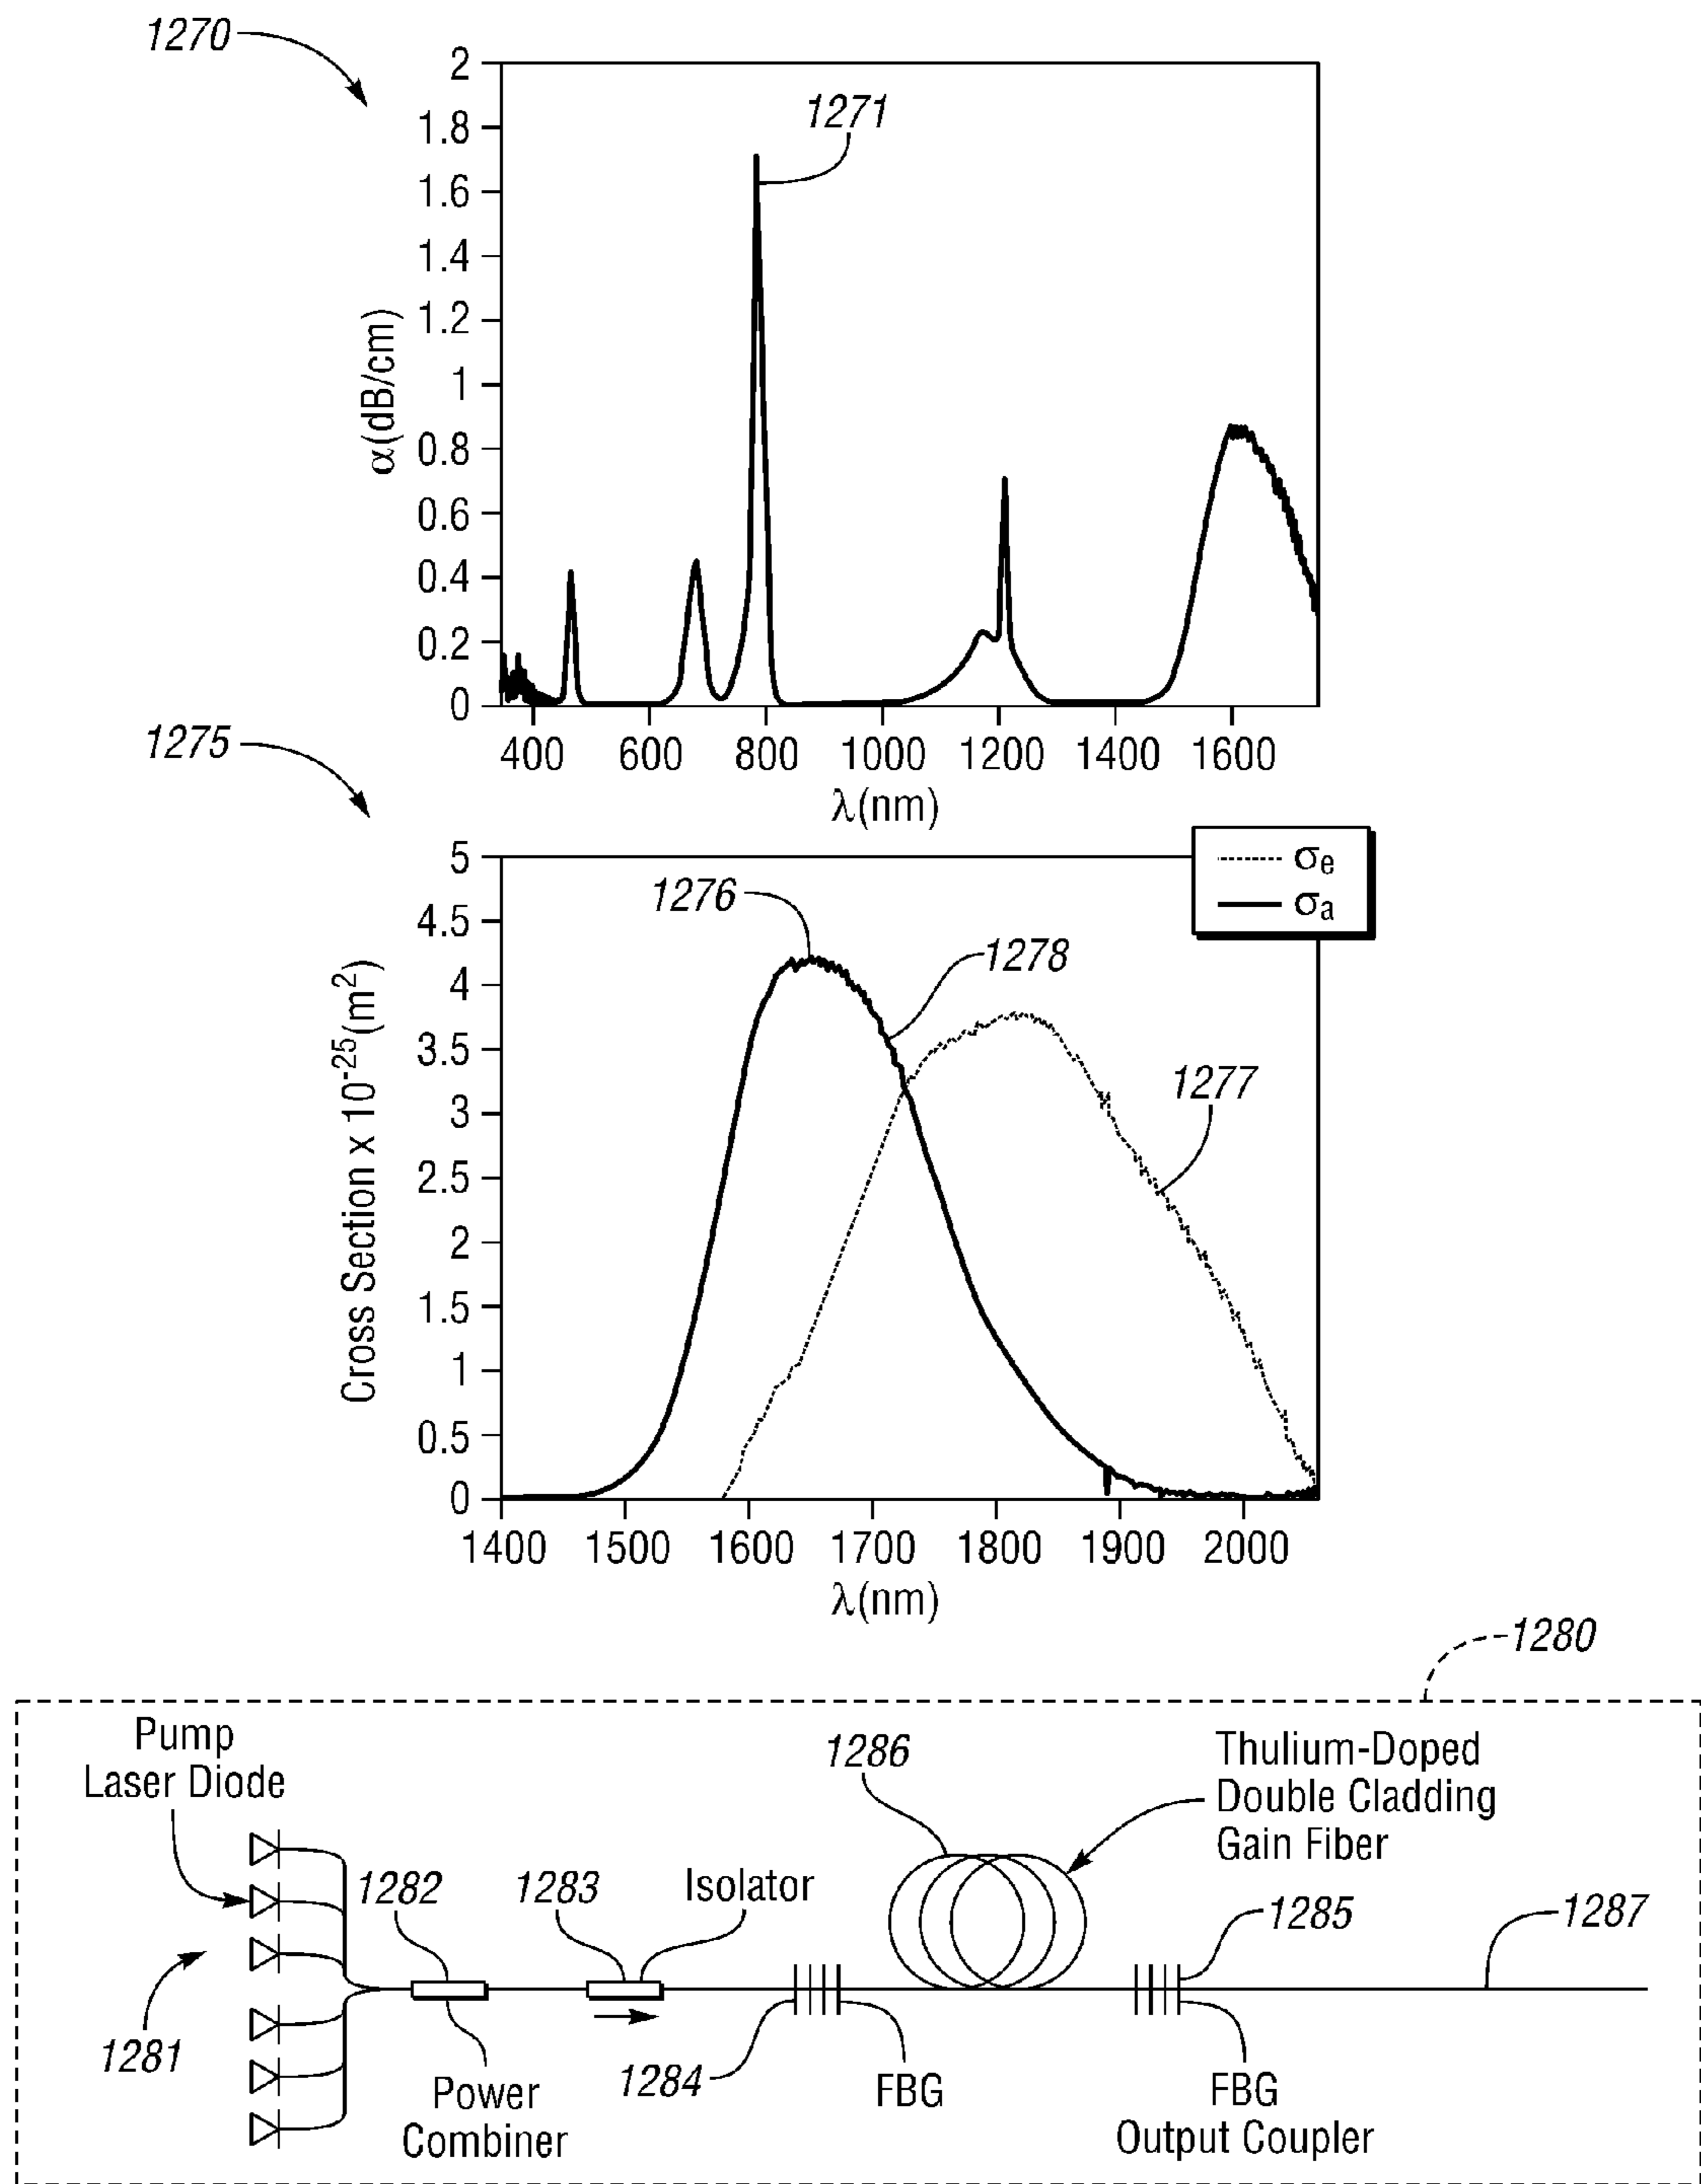 1270
2
1.8
1271
1.6
1.4
1.2
1
0.8
0.6
0.4
0.2
0
α(dB/cm)
400 600 800 1000 1200 1400 1600
λ(nm)
1275
5
4.5
4
3.5
3
2.5
2
1.5
1
0.5
0
Cross Section x 10-25(m2)
σe
σa
1276
1278
1277
1400 1500 1600 1700 1800 1900 2000
λ(nm)
1280
Pump
Laser Diode
1286
Thulium-Doped
Double Cladding
Gain Fiber
1282
1283
Isolator
1285
1287
1281
Power
Combiner
1284
FBG
FBG
Output Coupler